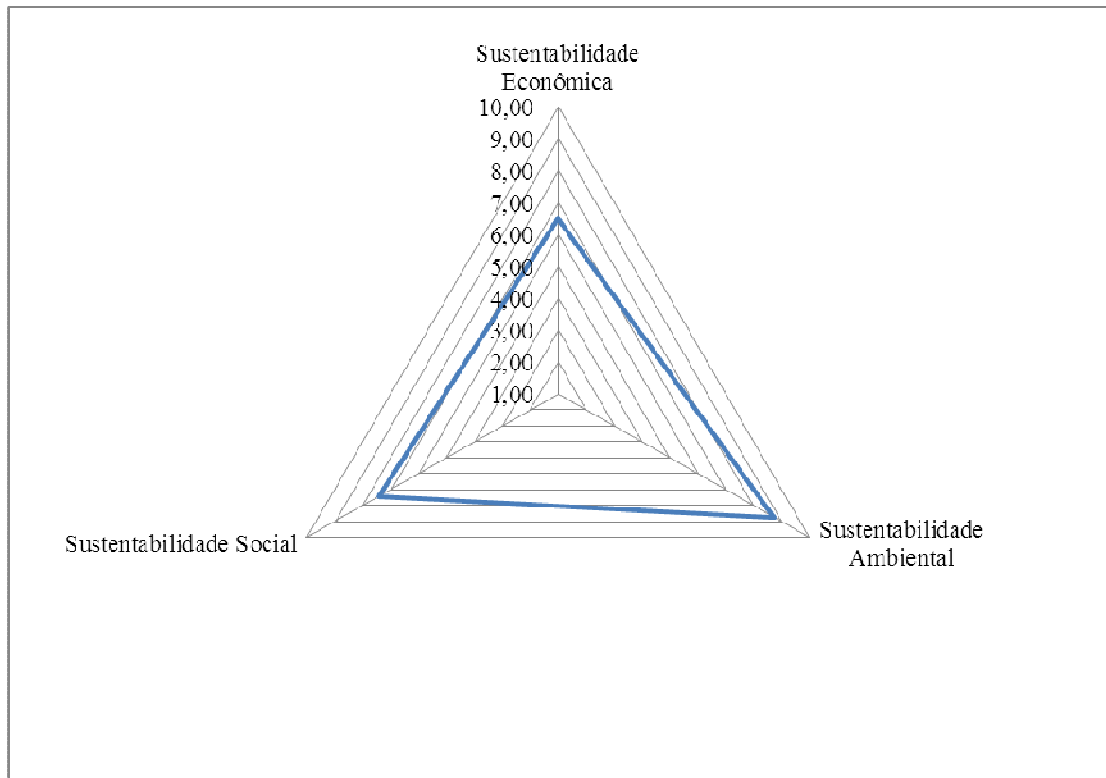 Sustentabilidade
Econômica
10,00
9,00
8,00
7,00
6,00
5,00
4,00
3,00
2,00
1,00
Sustentabilidade Social
Sustentabilidade
Ambiental